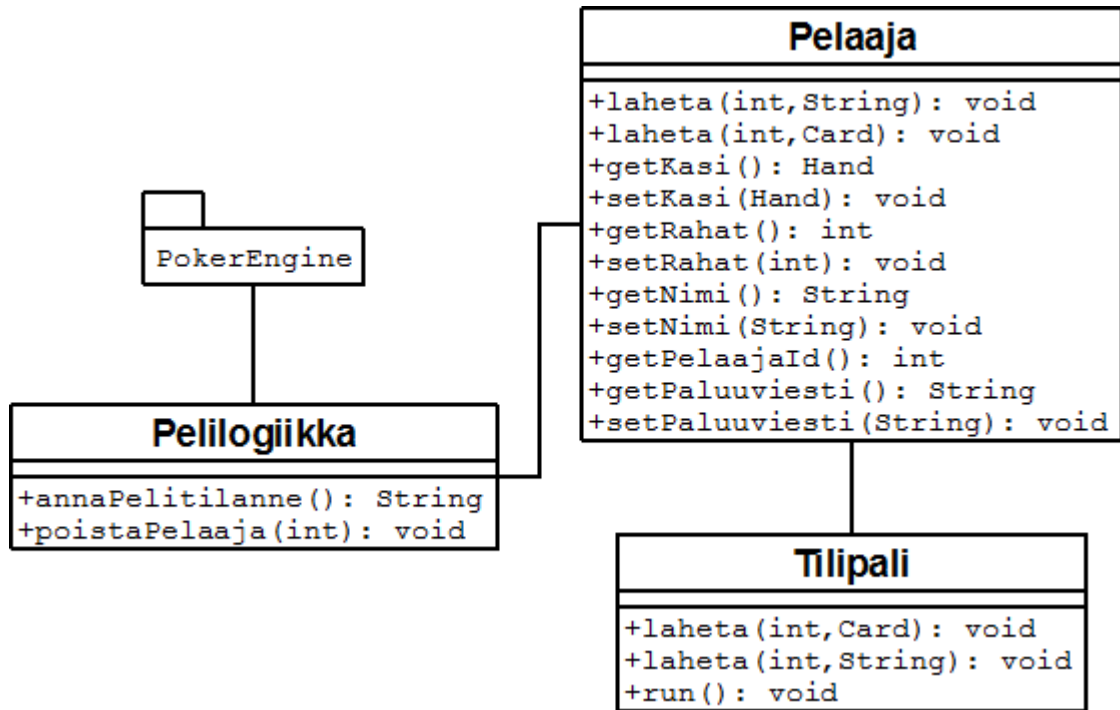 Pelaaja
+laheta(int,String): void
+laheta(int,Card): void
+getKasi(): Hand
+setKasi(Hand): void
+getRahat(): int
+setRahat(int): void
+getNimi(): String
+setNimi(String): void
+getPelaajaId(): int
+getPaluuviesti(): String
+setPaluuviesti(String): void
PokerEngine
Pelilogiikka
+annaPelitilanne(): String
+poistaPelaaja(int): void
Tilipali
+laheta(int,Card): void
+laheta(int,String): void
+run(): void